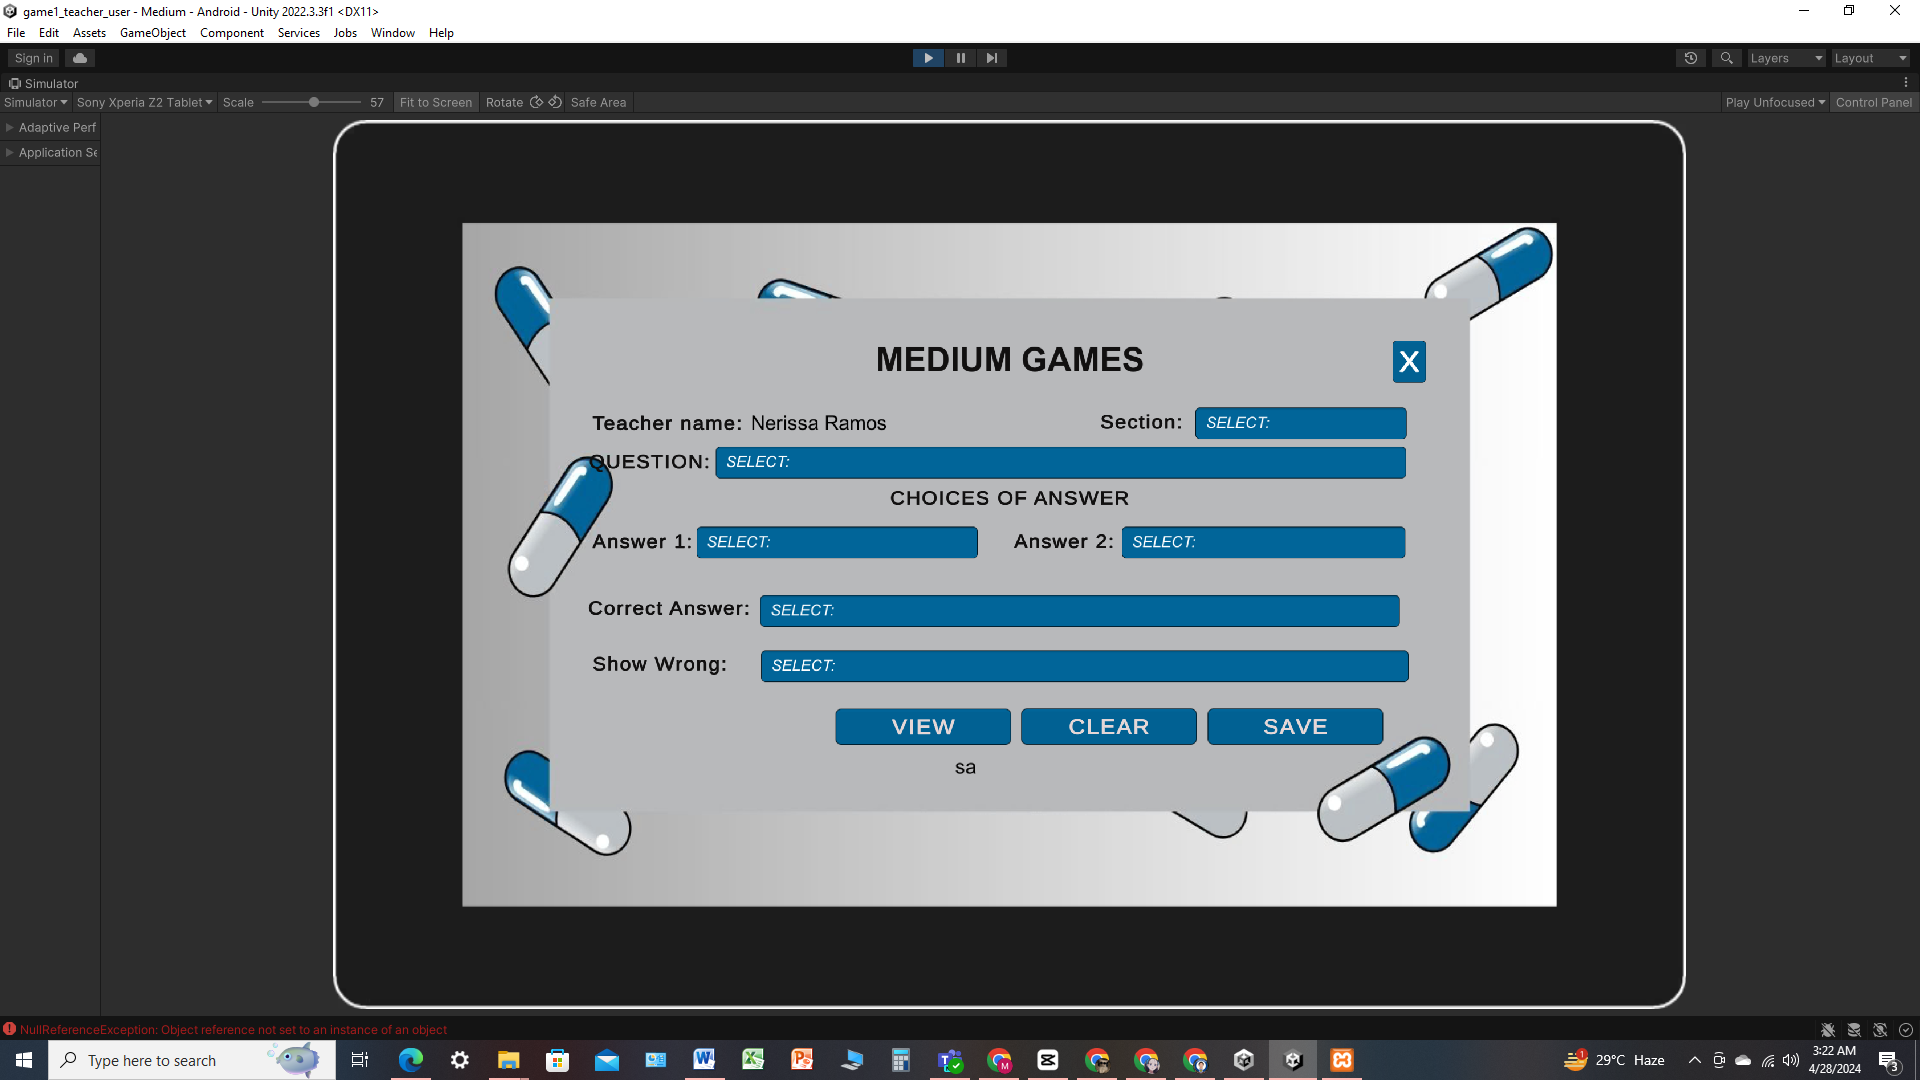 game1_teacher_user - Medium - Android - Unity 2022.3.3f1 <DX11>
File Edit Assets GameObject Component Services Jobs Window Help
Sign in
Layers Layout
Simulator
Simulator Sony Xperia Z2 Tablet Scale 57 Fit to Screen Rotate Safe Area Play Unfocused Control Panel
Adaptive Perf
Application Se
MEDIUM GAMES
X
Teacher name: Nerissa Ramos Section: SELECT:
QUESTION: SELECT:
CHOICES OF ANSWER
Answer 1: SELECT: Answer 2: SELECT:
Correct Answer: SELECT:
Show Wrong: SELECT:
VIEW CLEAR SAVE
sa
NullReferenceException: Object reference not set to an instance of an object
Type here to search
29°C Haze
3:22 AM
4/28/2024
3